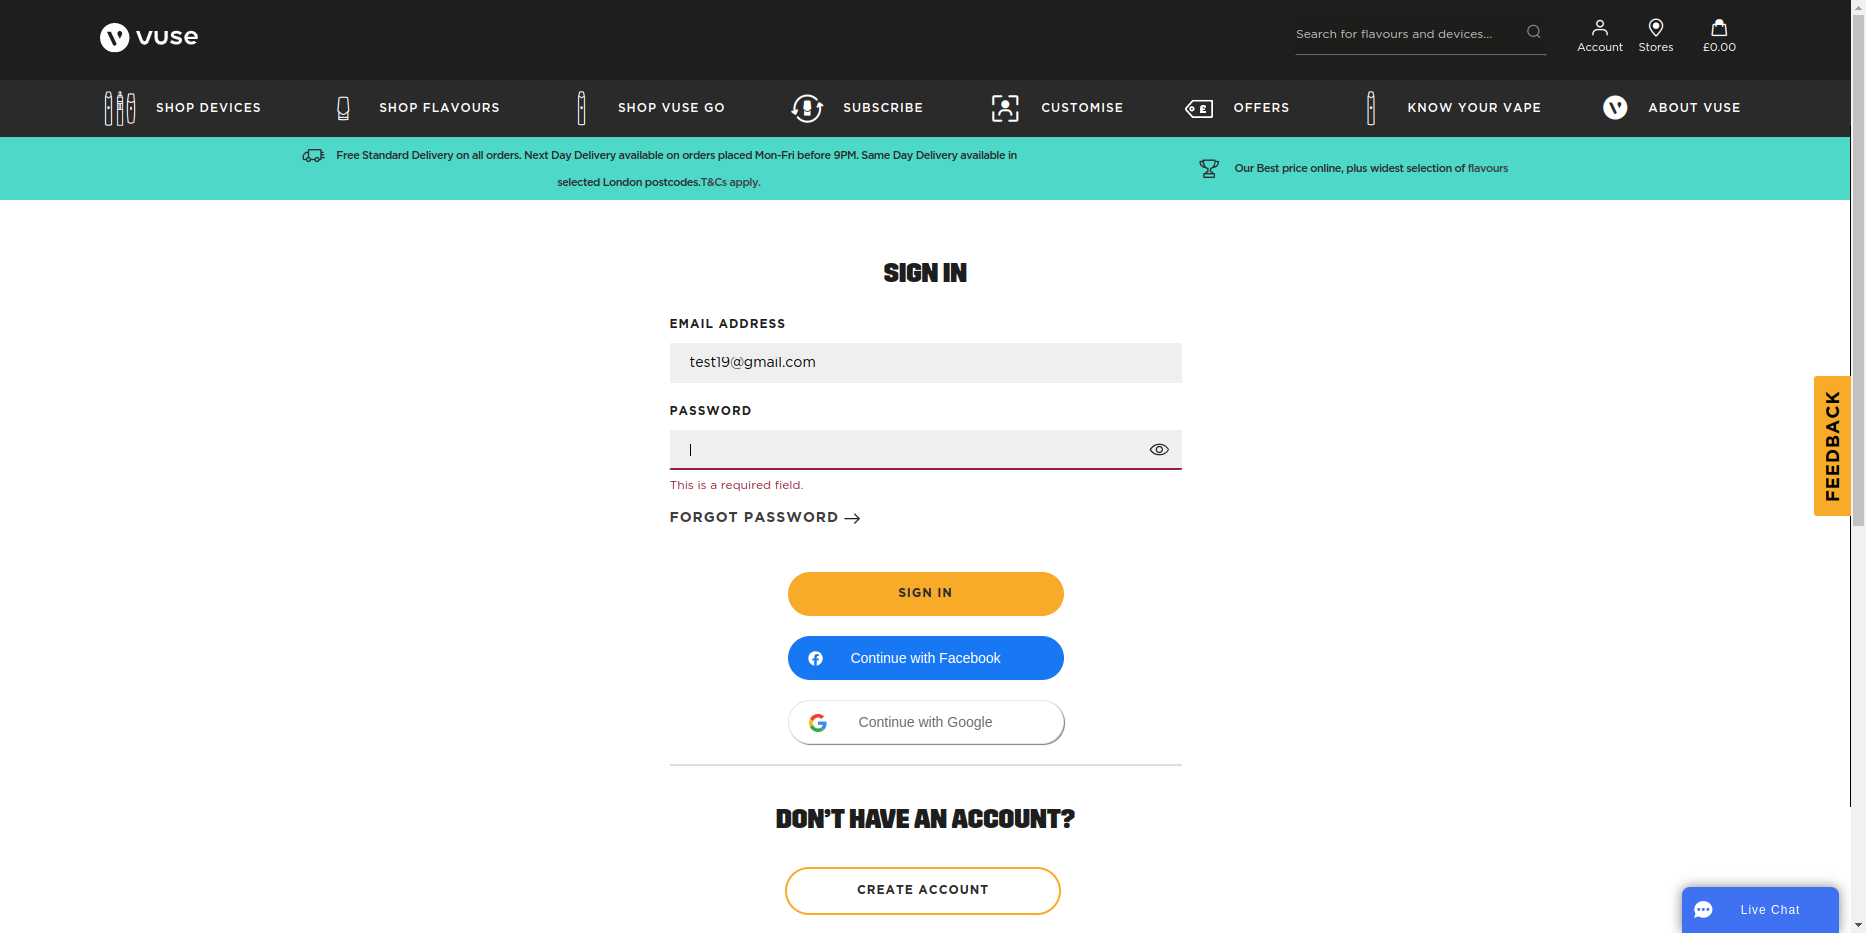 vuse
Search for flavours and devices...
Account
Stores
£0.00
SHOP DEVICES
SHOP FLAVOURS
SHOP VUSE GO
SUBSCRIBE
CUSTOMISE
OFFERS
KNOW YOUR VAPE
ABOUT VUSE
Free Standard Delivery on all orders. Next Day Delivery available on orders placed Mon-Fri before 9PM. Same Day Delivery available in
selected London postcodes.T&Cs apply.
Our Best price online, plus widest selection of flavours
SIGN IN
EMAIL ADDRESS
test19@gmail.com
PASSWORD
This is a required field.
FORGOT PASSWORD
SIGN IN
Continue with Facebook
Continue with Google
DON'T HAVE AN ACCOUNT?
CREATE ACCOUNT
FEEDBACK
Live Chat